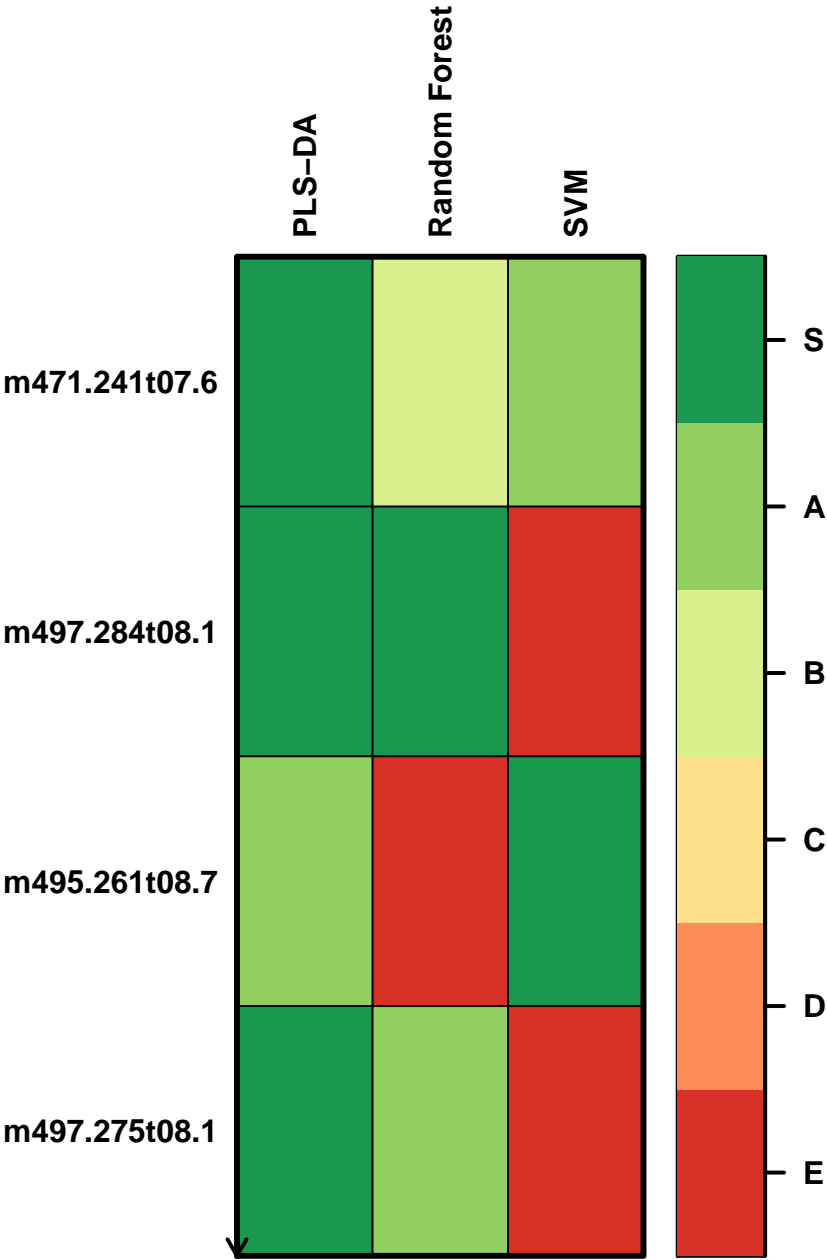 PLS−DA
Random Forest
SVM
m471.241t07.6
m497.284t08.1
m495.261t08.7
m497.275t08.1
S
A
B
C
D
E